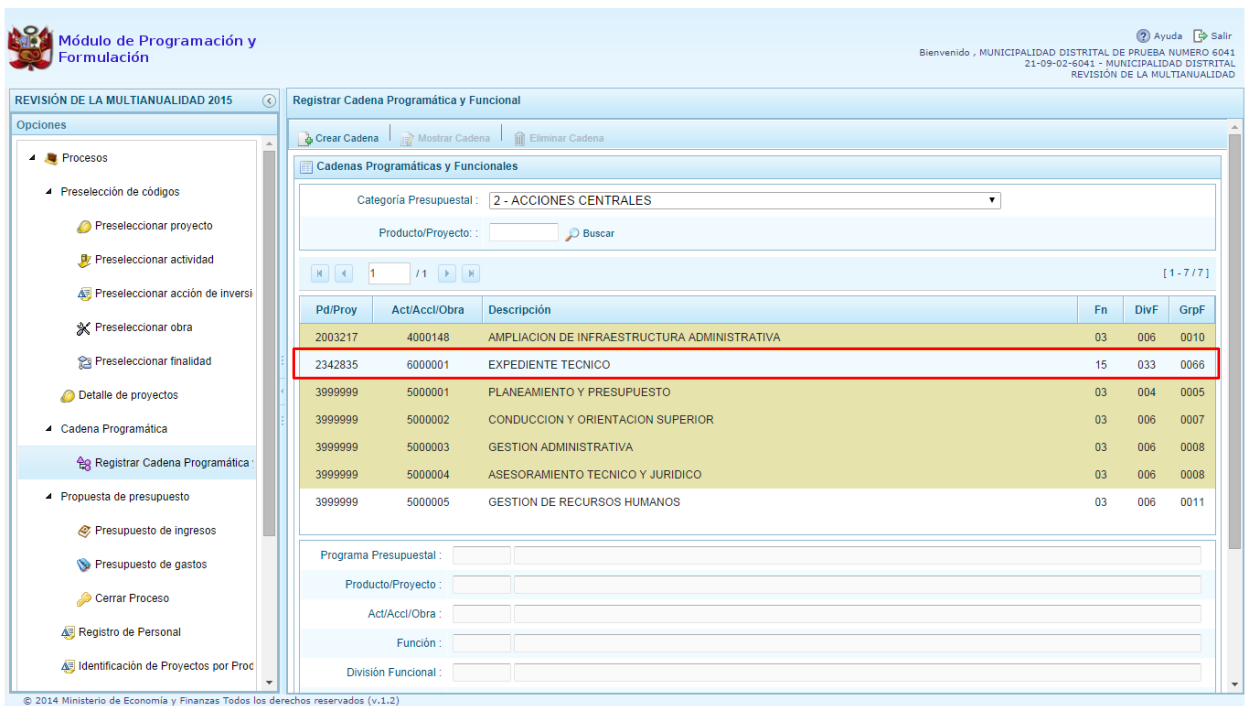 Módulo de Programación y
Formulación
Ayuda Salir
Bienvenido , MUNICIPALIDAD DISTRITAL DE PRUEBA NUMERO 6041
21-09-02-6041 - MUNICIPALIDAD DISTRITAL
REVISIÓN DE LA MULTIANUALIDAD
REVISIÓN DE LA MULTIANUALIDAD 2015
Opciones
Procesos
Preselección de códigos
Preseleccionar proyecto
Preseleccionar actividad
Preseleccionar acción de inversi
Preseleccionar obra
Preseleccionar finalidad
Detalle de proyectos
Cadena Programática
Registrar Cadena Programática
Propuesta de presupuesto
Presupuesto de ingresos
Presupuesto de gastos
Cerrar Proceso
Registro de Personal
Identificación de Proyectos por Prod
Registrar Cadena Programática y Funcional
Crear Cadena Mostrar Cadena Eliminar Cadena
Cadenas Programáticas y Funcionales
Categoría Presupuestal : 2 - ACCIONES CENTRALES
Producto/Proyecto: : Buscar
1 / 1 [ 1 - 7 / 7 ]
Pd/Proy Act/AccI/Obra Descripción Fn DivF GrpF
2003217 4000148 AMPLIACION DE INFRAESTRUCTURA ADMINISTRATIVA 03 006 0010
2342835 6000001 EXPEDIENTE TECNICO 15 033 0066
3999999 5000001 PLANEAMIENTO Y PRESUPUESTO 03 004 0005
3999999 5000002 CONDUCCION Y ORIENTACION SUPERIOR 03 006 0007
3999999 5000003 GESTION ADMINISTRATIVA 03 006 0008
3999999 5000004 ASESORAMIENTO TECNICO Y JURIDICO 03 006 0008
3999999 5000005 GESTION DE RECURSOS HUMANOS 03 006 0011
Programa Presupuestal :
Producto/Proyecto :
Act/AccI/Obra :
Función :
División Funcional :
© 2014 Ministerio de Economía y Finanzas Todos los derechos reservados (v.1.2)